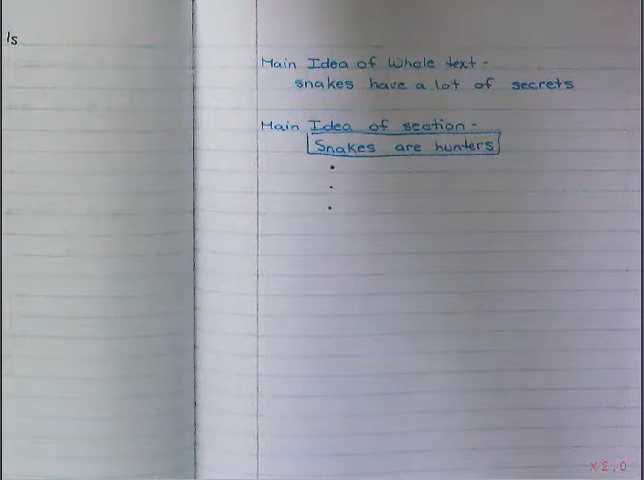 ls
Main Idea of Whole text -
snakes have a lot of secrets
Main Idea of section -
Snakes are hunters
.
.
.
x2.0